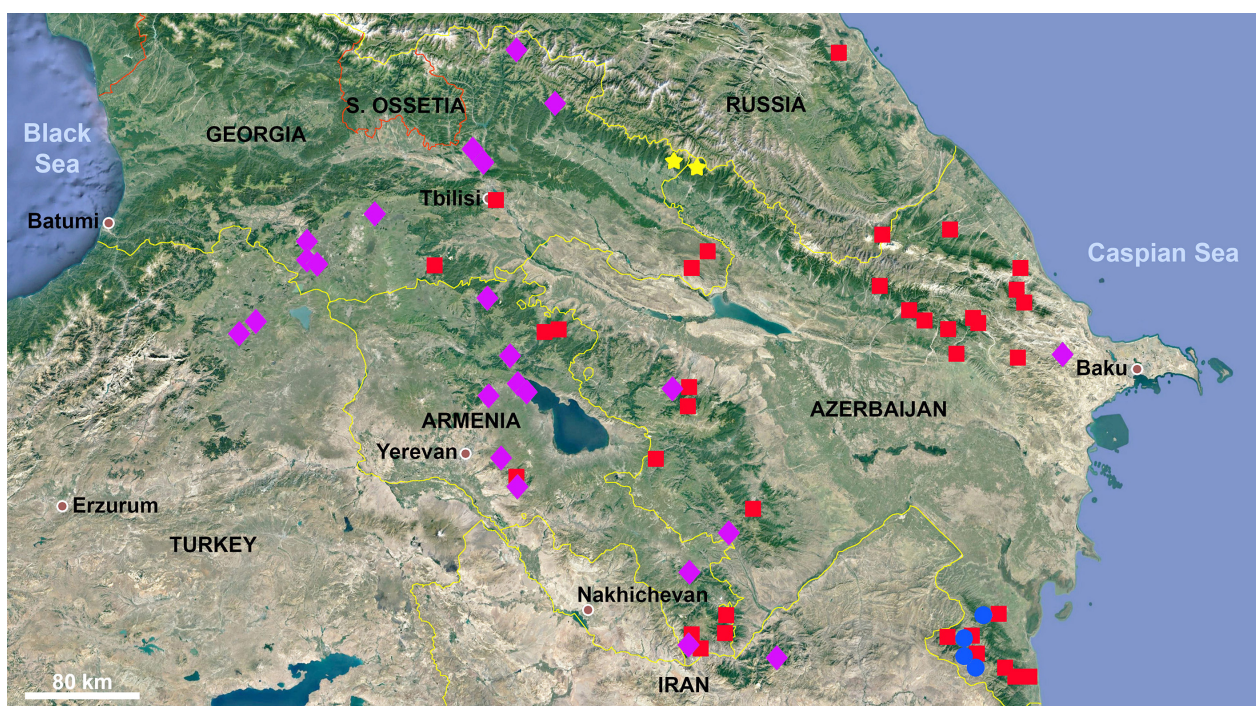 RUSSIA
S. OSSETIA
GEORGIA
Black
Sea
Tbilisi
Batumi
Caspian Sea
Baku
AZERBAIJAN
ARMENIA
Yerevan
Erzurum
TURKEY
Nakhichevan
IRAN
80 km